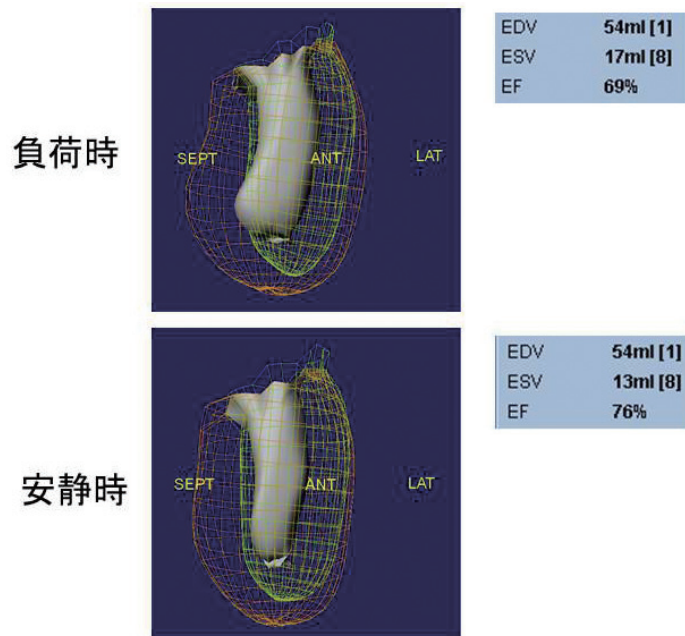 EDV 54ml [1]
ESV 17ml [8]
EF 69%
負荷時
SEPT ANT LAT
EDV 54ml [1]
ESV 13ml [8]
EF 76%
安静時
SEPT ANT LAT